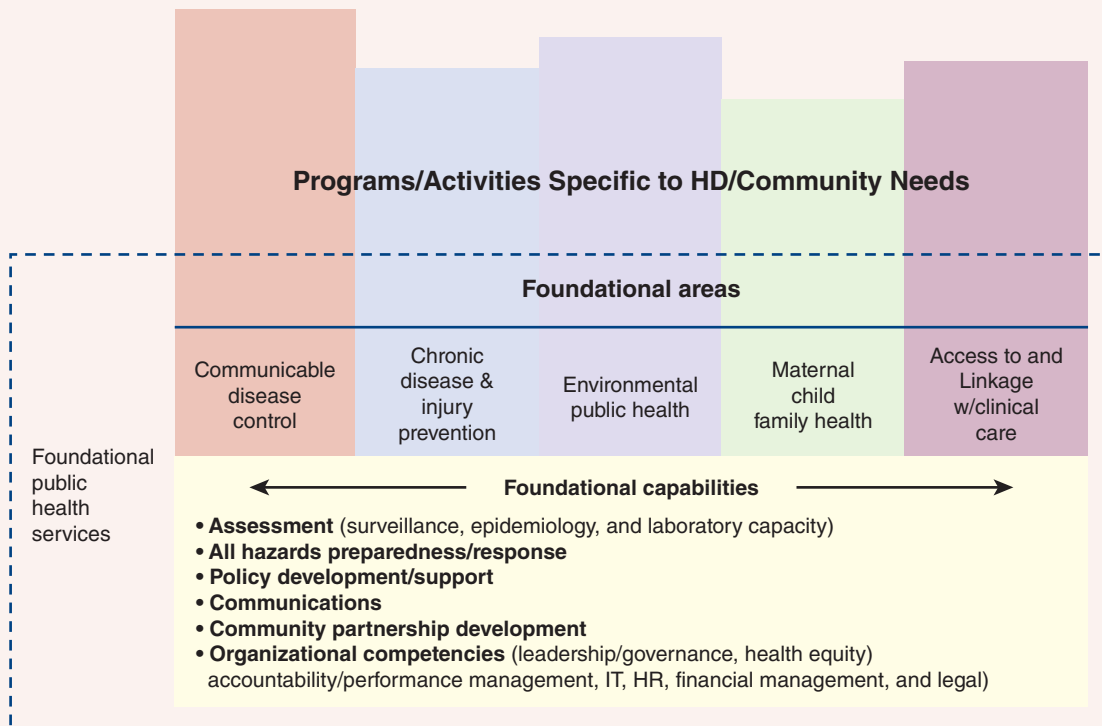 Programs/Activities Specific to HD/Community Needs
Foundational areas
Communicable
disease
control
Chronic
disease &
injury
prevention
Environmental
public health
Maternal
child
family health
Access to and
Linkage
w/clinical
care
Foundational
public
health
services
Foundational capabilities
• Assessment (surveillance, epidemiology, and laboratory capacity)
• All hazards preparedness/response
• Policy development/support
• Communications
• Community partnership development
• Organizational competencies (leadership/governance, health equity)
accountability/performance management, IT, HR, financial management, and legal)